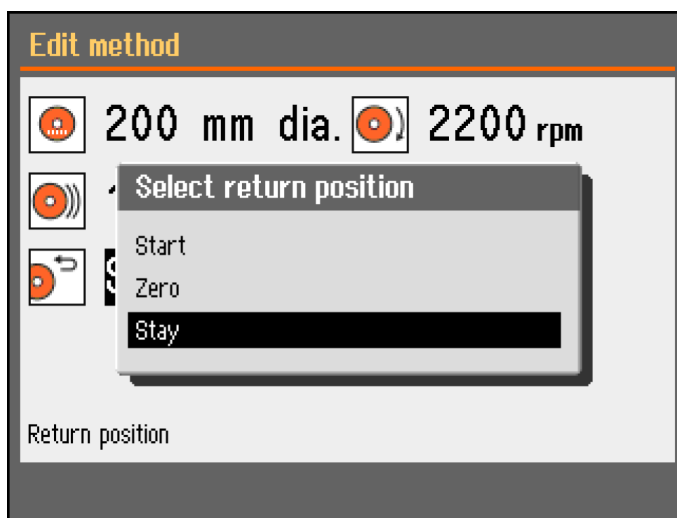 Edit method
200 mm dia. 2200 rpm
Select return position
Start
Zero
Stay
Return position